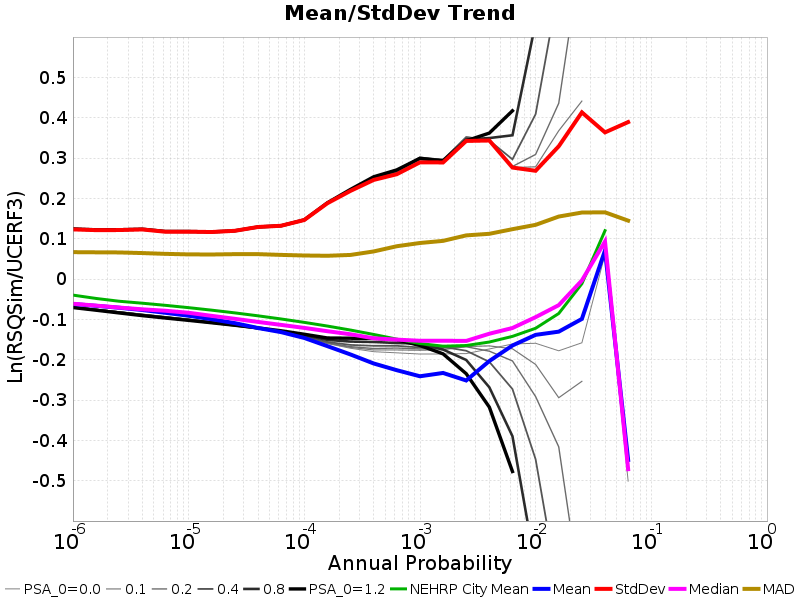 Mean/StdDev Trend
Ln(RSQSim/UCERF3)
0.5
0.4
0.3
0.2
0.1
0
-0.1
-0.2
-0.3
-0.4
-0.5
10-6 10-5 10-4 10-3 10-2 10-1 100
Annual Probability
PSA_0=0.0 0.1 0.2 0.4 0.8 PSA_0=1.2 NEHRP City Mean Mean StdDev Median MAD